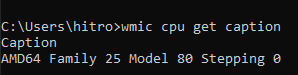 C:\Users\hitro>wmic cpu get caption
Caption
AMD64 Family 25 Model 80 Stepping 0